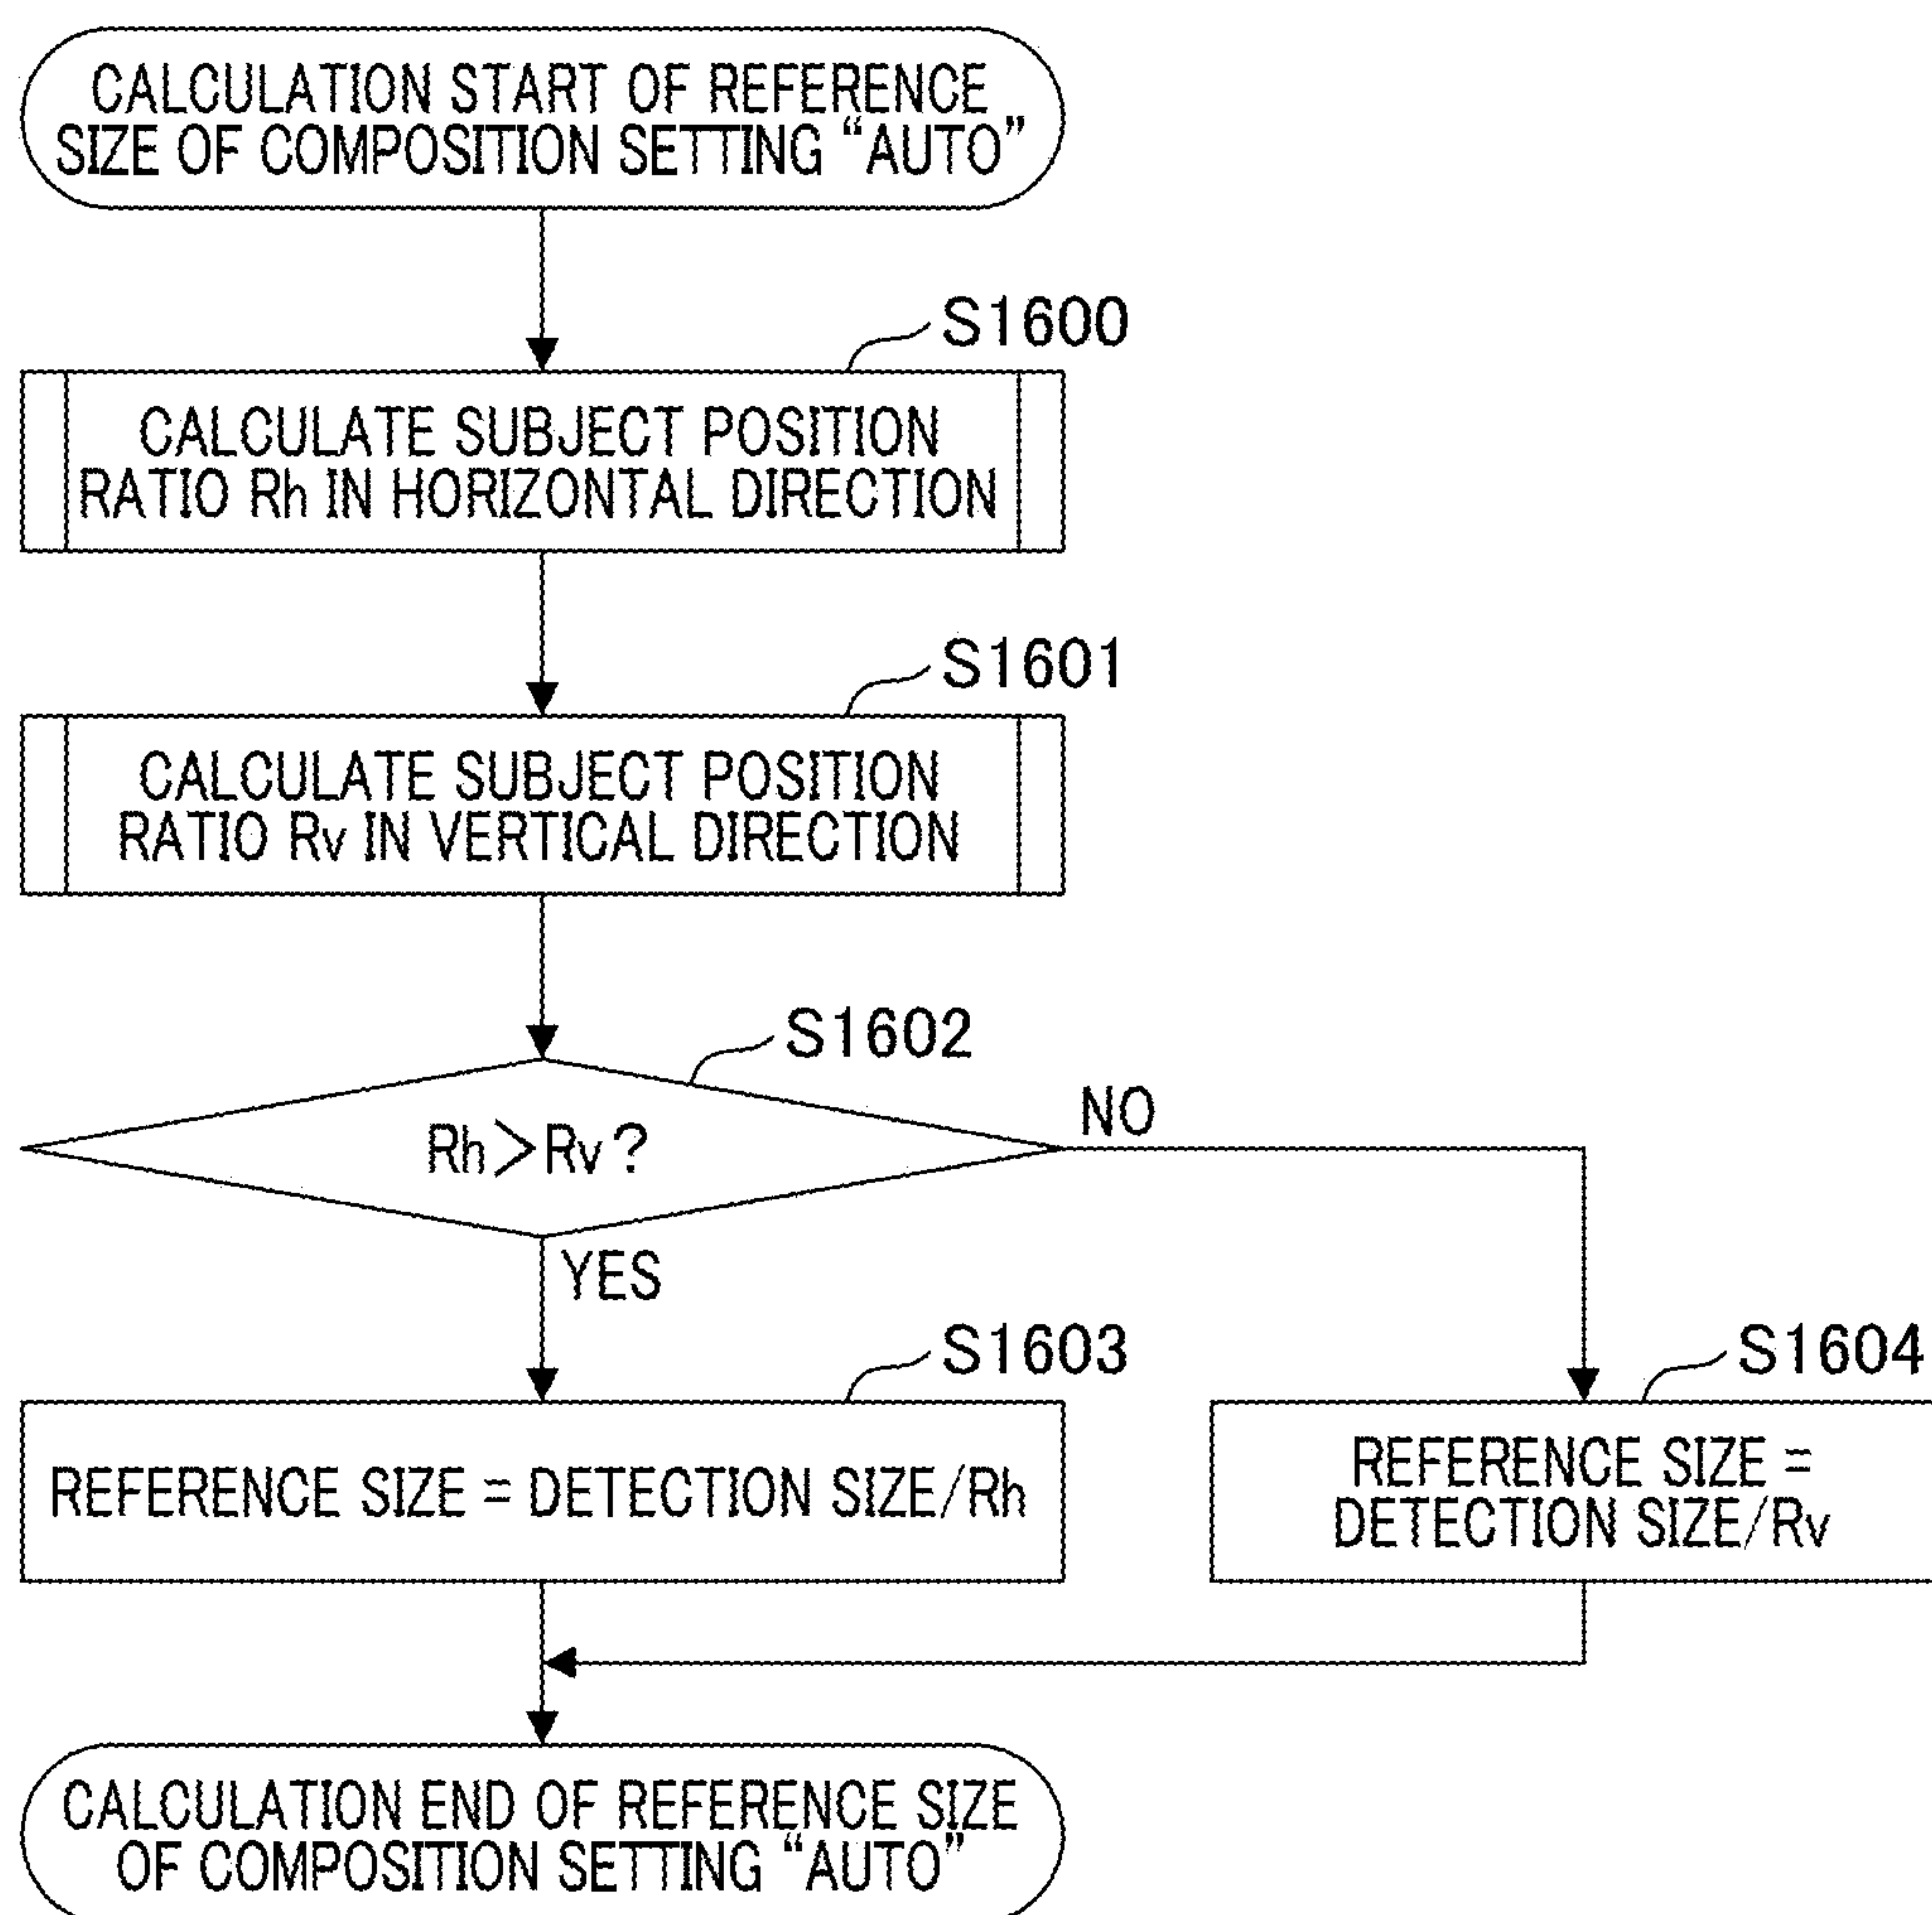 CALCULATION START OF REFERENCE
SIZE OF COMPOSITION SETTING “AUTO”
S1600
CALCULATE SUBJECT POSITION
RATIO Rh IN HORIZONTAL DIRECTION
S1601
CALCULATE SUBJECT POSITION
RATIO Rv IN VERTICAL DIRECTION
S1602
Rh>Rv?
NO
YES
S1603
REFERENCE SIZE = DETECTION SIZE/Rh
S1604
REFERENCE SIZE =
DETECTION SIZE/Rv
CALCULATION END OF REFERENCE SIZE
OF COMPOSITION SETTING “AUTO”